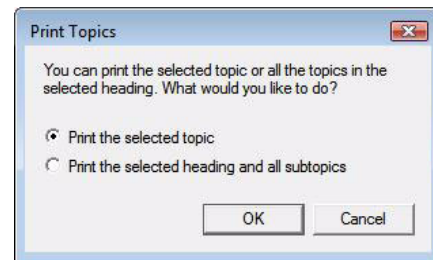 Print Topics
You can print the selected topic or all the topics in the
selected heading. What would you like to do?
Print the selected topic
Print the selected heading and all subtopics
OK
Cancel